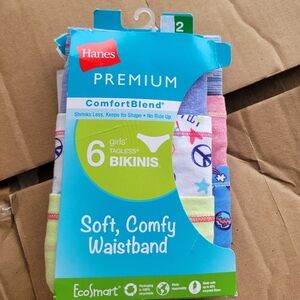 2
Hanes
PREMIUM
ComfortBlend®
Shrinks Less, Keeps its Shape • No Ride Up
6 girls'
TAGLESS®
BIKINIS
Soft, Comfy
Waistband
EcoSmart®